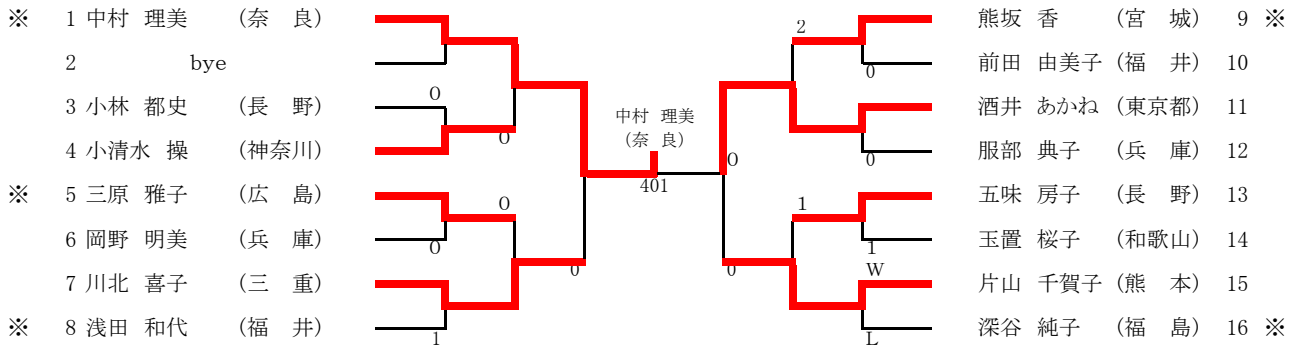 ※ 1 中村 理美 (奈 良)
2 bye
3 小林 都史 (長 野)
4 小清水 操 (神奈川)
※ 5 三原 雅子 (広 島)
6 岡野 明美 (兵 庫)
7 川北 喜子 (三 重)
※ 8 浅田 和代 (福 井)
0
0
0
0
1
0
中村 理美
(奈 良)
401
0
0
2
0
0
1
1
W
L
熊坂 香 (宮 城) 9 ※
前田 由美子 (福 井) 10
酒井 あかね (東京都) 11
服部 典子 (兵 庫) 12
五味 房子 (長 野) 13
玉置 桜子 (和歌山) 14
片山 千賀子 (熊 本) 15
深谷 純子 (福 島) 16 ※